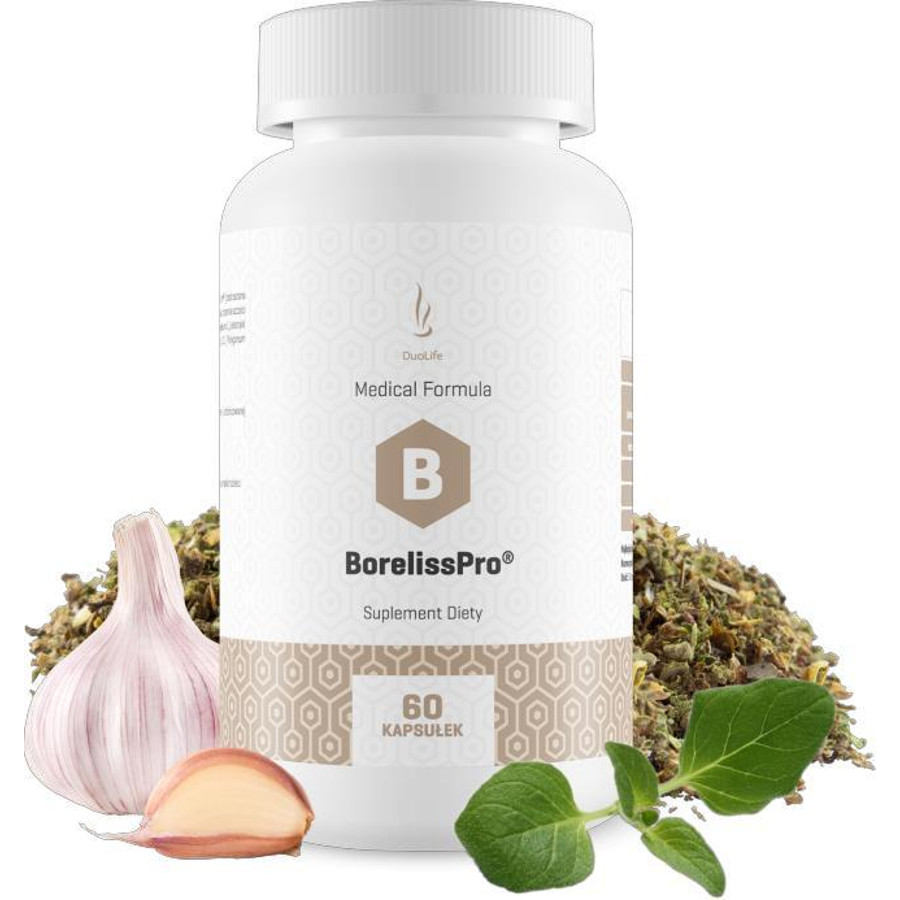 DuoLife
Medical Formula
B
BorelissPro®
Suplement Diety
60
KAPSUŁEK